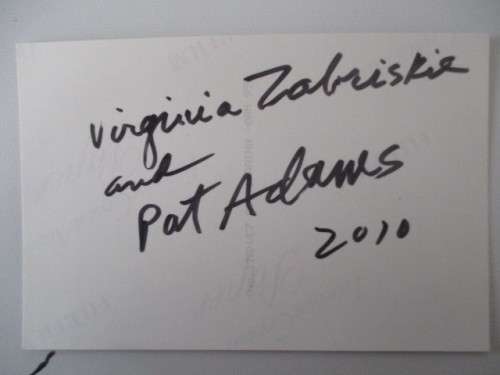 Virginia Zabriskie
and
Pat Adams
2010